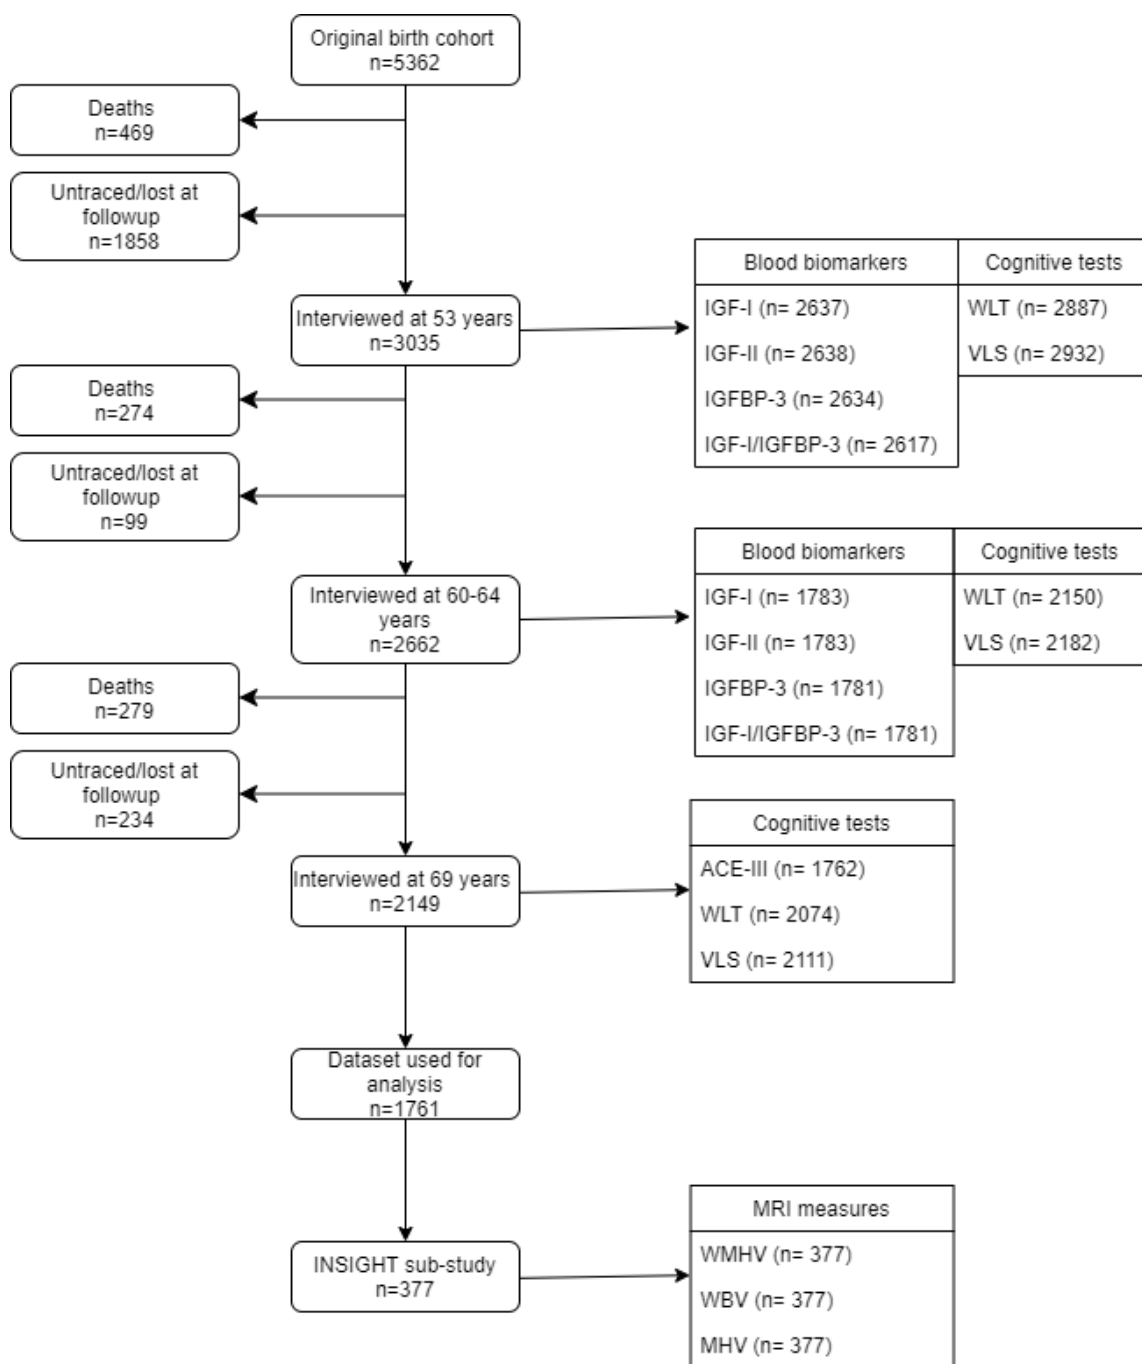 Original birth cohort
n=5362
Deaths
n=469
Untraced/lost at
followup
n=1858
Interviewed at 53 years
n=3035
Blood biomarkers
IGF-I (n= 2637)
IGF-II (n= 2638)
IGFBP-3 (n= 2634)
IGF-I/IGFBP-3 (n= 2617)
Cognitive tests
WLT (n= 2887)
VLS (n= 2932)
Deaths
n=274
Untraced/lost at
followup
n=99
Interviewed at 60-64
years
n=2662
Blood biomarkers
IGF-I (n= 1783)
IGF-II (n= 1783)
IGFBP-3 (n= 1781)
IGF-I/IGFBP-3 (n= 1781)
Cognitive tests
WLT (n= 2150)
VLS (n= 2182)
Deaths
n=279
Untraced/lost at
followup
n=234
Interviewed at 69 years
n=2149
Cognitive tests
ACE-III (n= 1762)
WLT (n= 2074)
VLS (n= 2111)
Dataset used for
analysis
n=1761
INSIGHT sub-study
n=377
MRI measures
WMHV (n= 377)
WBV (n= 377)
MHV (n= 377)